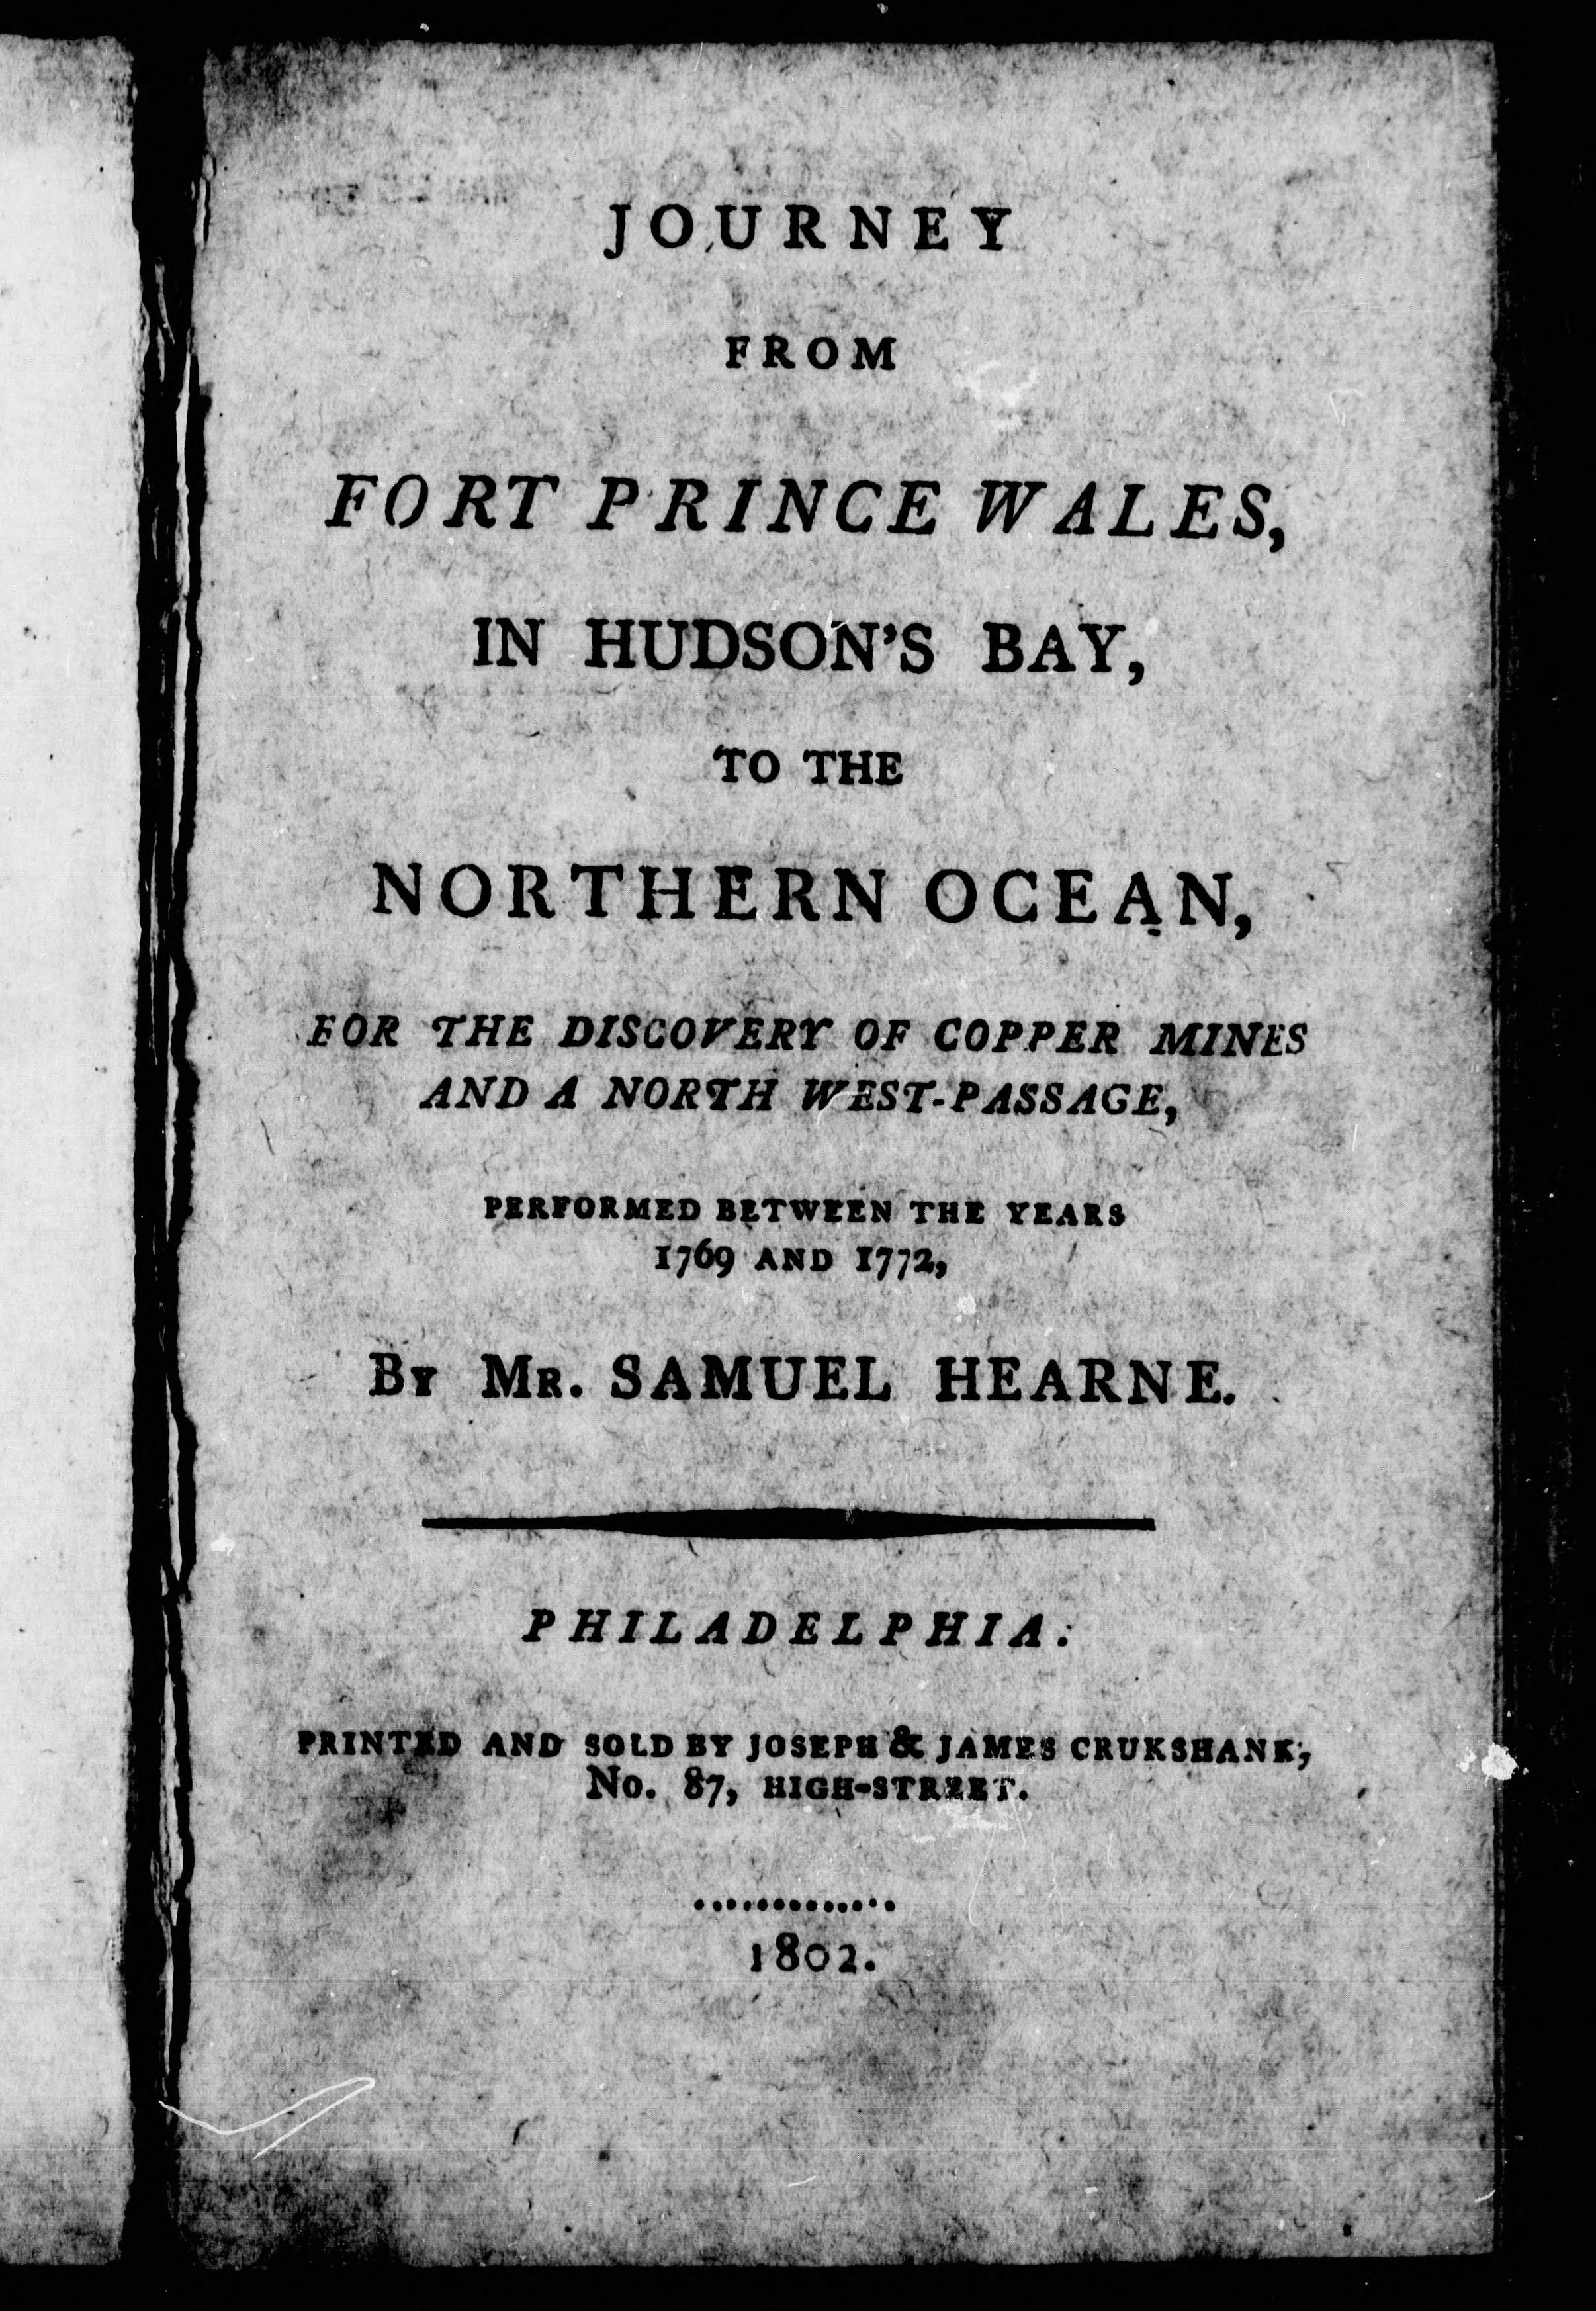 JOURNEY
FROM
FORT PRINCE WALES,
IN HUDSON'S BAY,
TO THE
NORTHERN OCEAN,
FOR THE DISCOVERY OF COPPER MINES
AND A NORTH WEST-PASSAGE,
PERFORMED BETWEEN THE YEARS
1769 AND 1772,
BY MR. SAMUEL HEARNE.
PHILADELPHIA:
PRINTED AND SOLD BY JOSEPH & JAMES CRUKSHANK,
No. 87, HIGH-STREET.
1802.